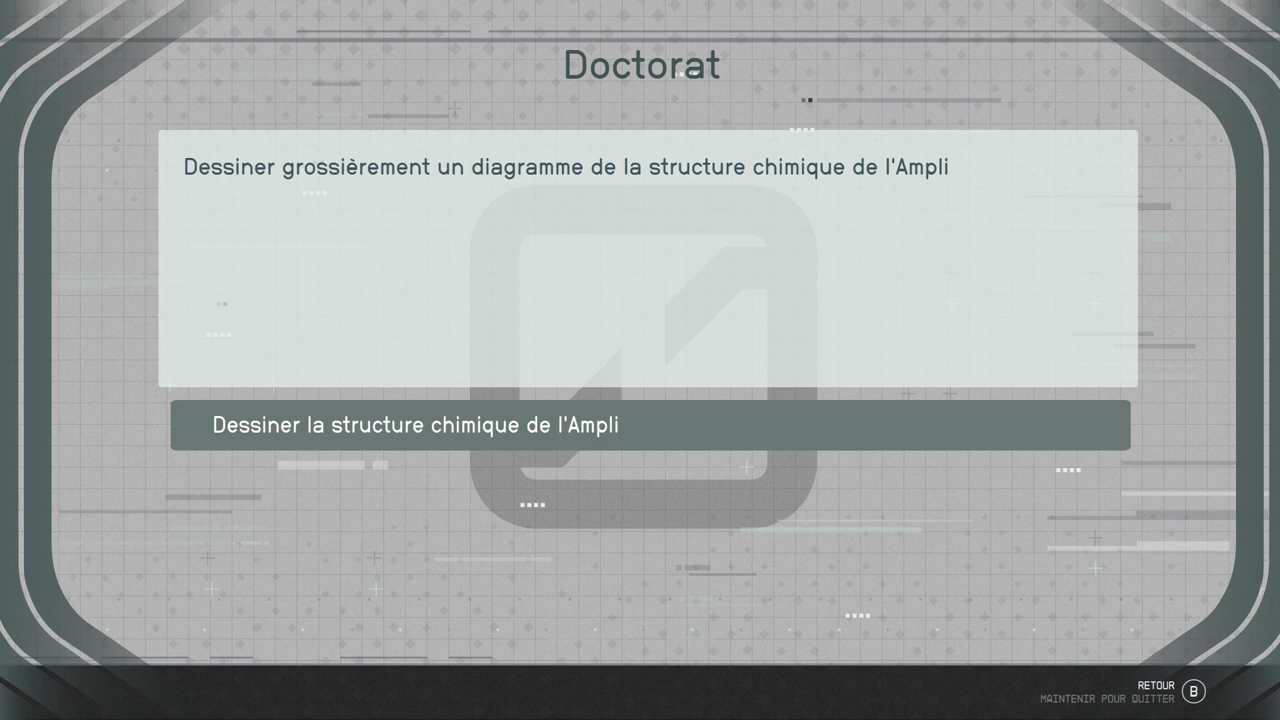 Doctorat
Dessiner grossièrement un diagramme de la structure chimique de l'Ampli
Dessiner la structure chimique de l'Ampli
RETOUR
MAINTENIR POUR QUITTER
B